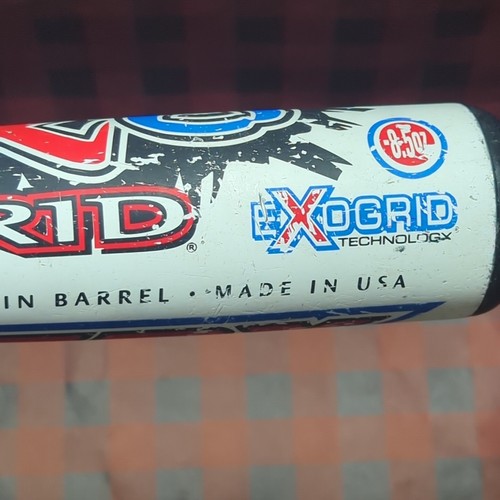 -8.5oz
RID®
EXOGRID
TECHNOLOGY
IN BARREL • MADE IN USA